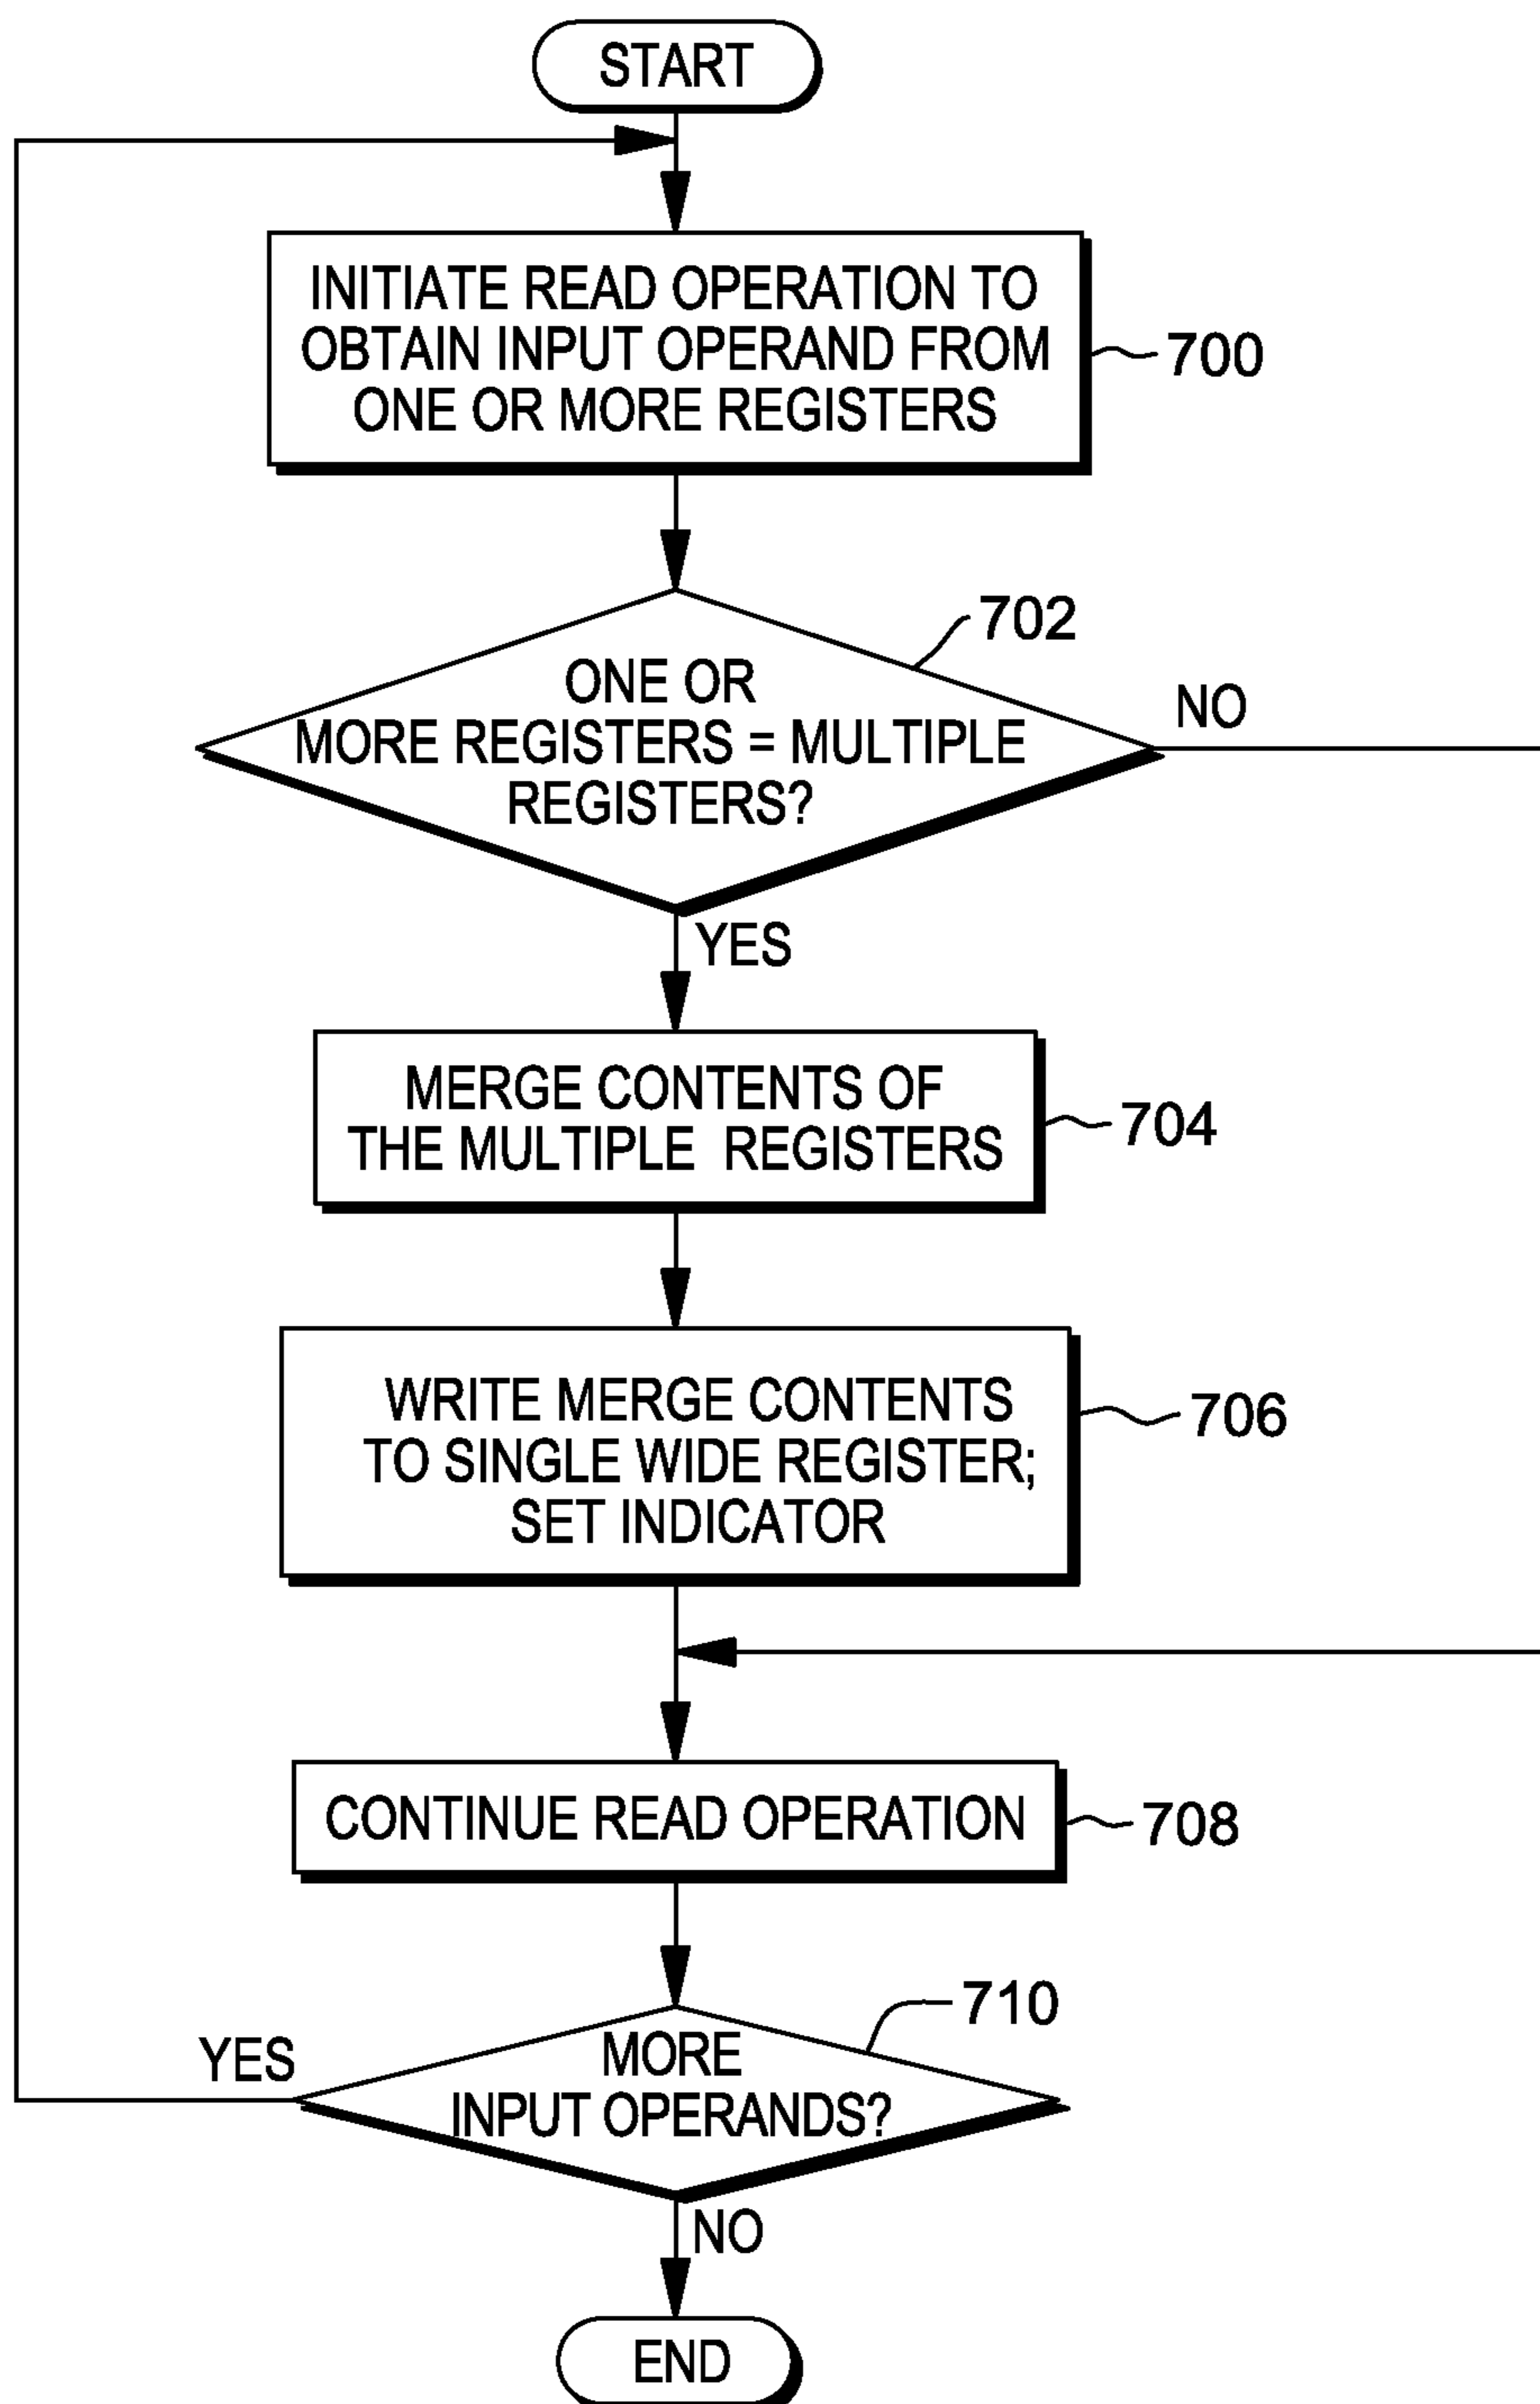 START
INITIATE READ OPERATION TO
OBTAIN INPUT OPERAND FROM
ONE OR MORE REGISTERS
700
702
ONE OR
MORE REGISTERS = MULTIPLE
REGISTERS?
NO
YES
MERGE CONTENTS OF
THE MULTIPLE REGISTERS
704
WRITE MERGE CONTENTS
TO SINGLE WIDE REGISTER;
SET INDICATOR
706
CONTINUE READ OPERATION
708
710
YES
MORE
INPUT OPERANDS?
NO
END